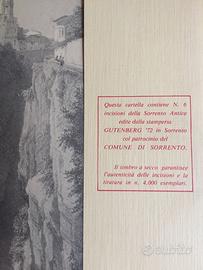 Questa cartella contiene N. 6
incisioni della Sorrento Antica
edite dalla stamperia
GUTENBERG '72 in Sorrento
col patrocinio del
COMUNE DI SORRENTO.
Il timbro a secco garantisce
l'autenticità delle incisioni e la
tiratura in n. 4.000 esemplari.
subito